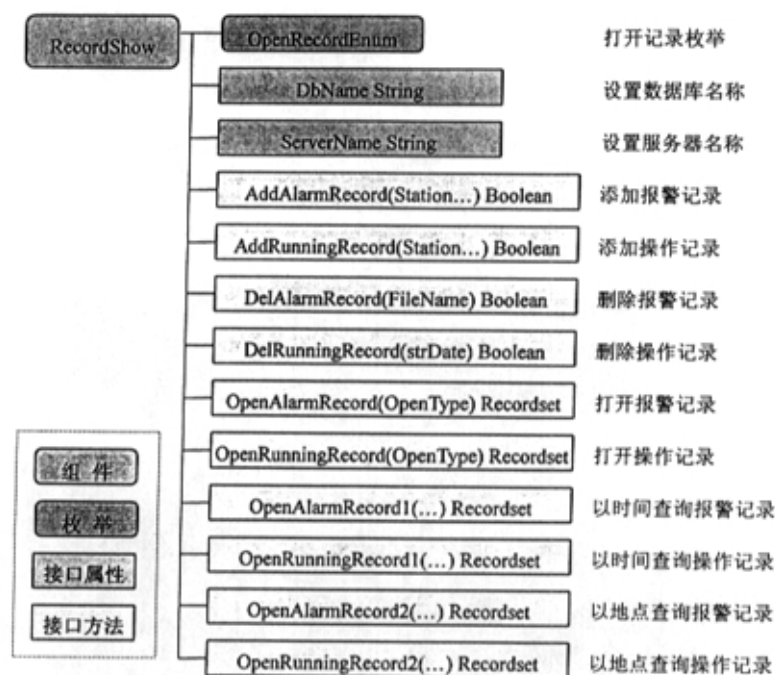 RecordShow
OpenRecordEnum 打开记录枚举
DbName String 设置数据库名称
ServerName String 设置服务器名称
AddAlarmRecord(Station...) Boolean 添加报警记录
AddRunningRecord(Station...) Boolean 添加操作记录
DelAlarmRecord(FileName) Boolean 删除报警记录
DelRunningRecord(strDate) Boolean 删除操作记录
OpenAlarmRecord(OpenType) Recordset 打开报警记录
OpenRunningRecord(OpenType) Recordset 打开操作记录
OpenAlarmRecord1(...) Recordset 以时间查询报警记录
OpenRunningRecord1(...) Recordset 以时间查询操作记录
OpenAlarmRecord2(...) Recordset 以地点查询报警记录
OpenRunningRecord2(...) Recordset 以地点查询操作记录
组 件
枚 举
接口属性
接口方法